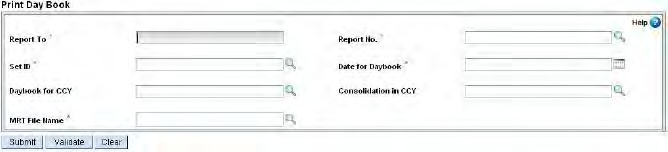 Print Day Book
Help ?
Report To * Report No. *
Set ID * Date for Daybook *
Daybook for CCY Consolidation in CCY
MRT File Name *
Submit Validate Clear